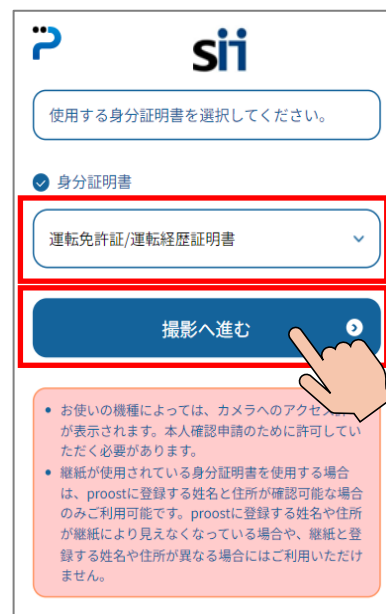 sii
使用する身分証明書を選択してください。
身分証明書
運転免許証/運転経歴証明書
撮影へ進む
お使いの機種によっては、カメラへのアクセス
が表示されます。本人確認申請のために許可してい
ただく必要があります。
継紙が使用されている身分証明書を使用する場合
は、proostに登録する姓名と住所が確認可能な場合
のみご利用可能です。proostに登録する姓名や住所
が継紙により見えなくなっている場合や、継紙と登
録する姓名や住所が異なる場合にはご利用いただけ
ません。